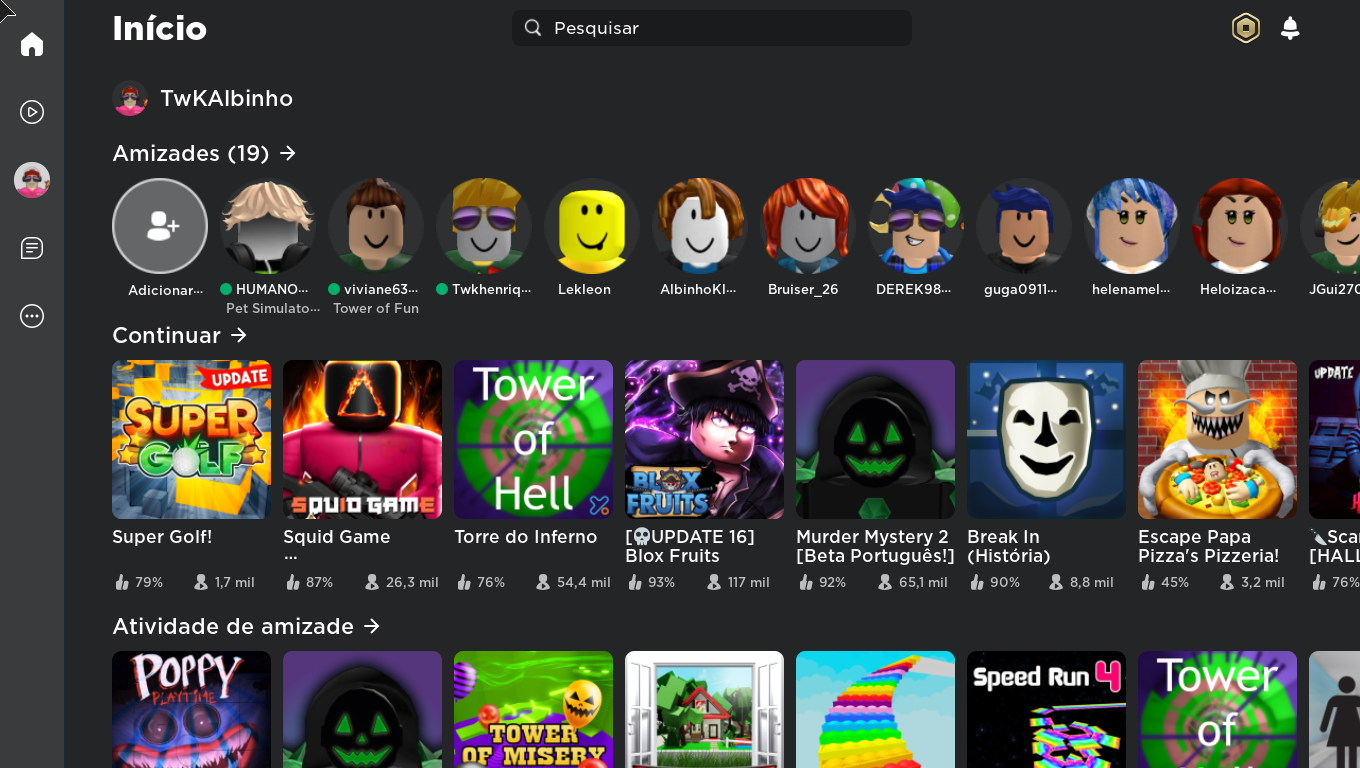 Início
Pesquisar
TwKAlbinho
Amizades (19)
Adicionar...
HUMANO...
viviane63...
Twkhenriq...
Lekleon
AlbinhoKl...
Bruiser_26
DEREK98...
guga0911...
helenamel...
Heloizaca...
JGui270
Pet Simulato...
Tower of Fun
Continuar
UPDATE
SUPER
GOLF
SQUID GAME
Tower
of
Hell
BLOX
FRUITS
UPDATE
Super Golf!
Squid Game
...
Torre do Inferno
[💀UPDATE 16]
Blox Fruits
Murder Mystery 2
[Beta Português!]
Break In
(História)
Escape Papa
Pizza's Pizzeria!
🔪Scar
[HALL
79%
1,7 mil
87%
26,3 mil
76%
54,4 mil
93%
117 mil
92%
65,1 mil
90%
8,8 mil
45%
3,2 mil
76%
Atividade de amizade
POPPY
PLAYTIME
TOWER
OF MISERY
Speed Run 4
Tower
of